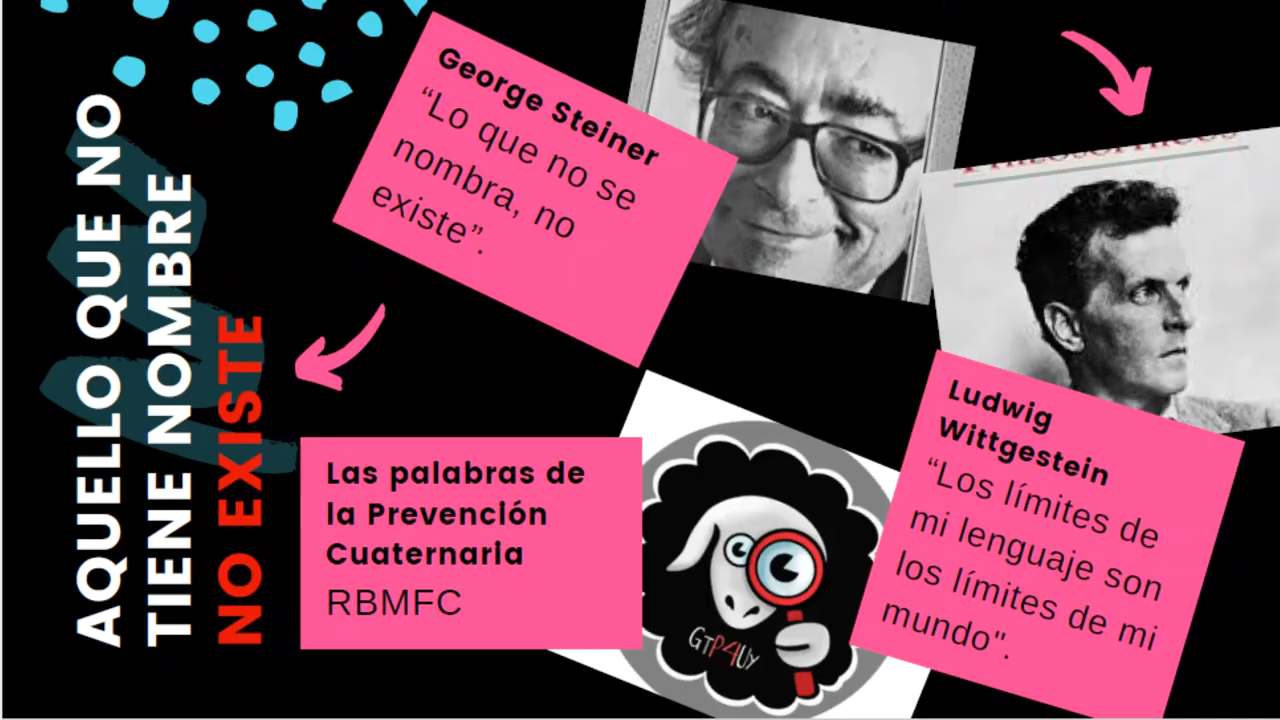 AQUELLO QUE NO
TIENE NOMBRE
NO EXISTE
George Steiner
“Lo que no se
nombra, no
existe”.
Ludwig
Wittgestein
“Los límites de
mi lenguaje son
los límites de mi
mundo".
Las palabras de
la Prevención
Cuaternaria
RBMFC
GTP4Uy